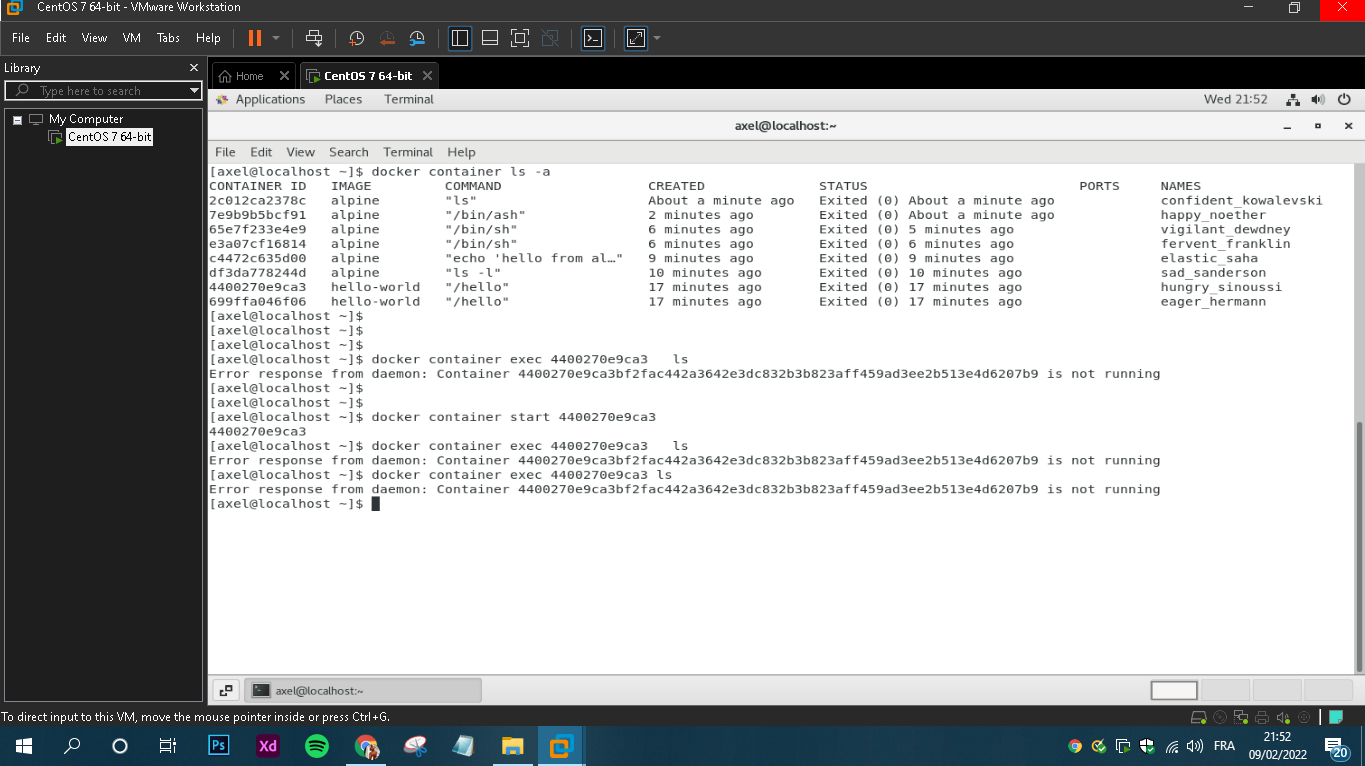 CentOS 7 64-bit - VMware Workstation
File Edit View VM Tabs Help
Library
Type here to search
My Computer
CentOS 7 64-bit
Home
CentOS 7 64-bit
Applications Places Terminal
Wed 21:52
axel@localhost:~
File Edit View Search Terminal Help
[axel@localhost ~]$ docker container ls -a
CONTAINER ID IMAGE COMMAND CREATED STATUS PORTS NAMES
2c012ca2378c alpine "ls" About a minute ago Exited (0) About a minute ago confident_kowalevski
7e9b9b5bcf91 alpine "/bin/ash" 2 minutes ago Exited (0) About a minute ago happy_noether
65e7f233e4e9 alpine "/bin/sh" 6 minutes ago Exited (0) 5 minutes ago vigilant_dewdney
e3a07cf16814 alpine "/bin/sh" 6 minutes ago Exited (0) 6 minutes ago fervent_franklin
c4472c635d00 alpine "echo 'hello from al…" 9 minutes ago Exited (0) 9 minutes ago elastic_saha
df3da778244d alpine "ls -l" 10 minutes ago Exited (0) 10 minutes ago sad_sanderson
4400270e9ca3 hello-world "/hello" 17 minutes ago Exited (0) 17 minutes ago hungry_sinoussi
699ffa046f06 hello-world "/hello" 17 minutes ago Exited (0) 17 minutes ago eager_hermann
[axel@localhost ~]$
[axel@localhost ~]$
[axel@localhost ~]$
[axel@localhost ~]$ docker container exec 4400270e9ca3 ls
Error response from daemon: Container 4400270e9ca3bf2fac442a3642e3dc832b3b823aff459ad3ee2b513e4d6207b9 is not running
[axel@localhost ~]$
[axel@localhost ~]$
[axel@localhost ~]$ docker container start 4400270e9ca3
4400270e9ca3
[axel@localhost ~]$ docker container exec 4400270e9ca3 ls
Error response from daemon: Container 4400270e9ca3bf2fac442a3642e3dc832b3b823aff459ad3ee2b513e4d6207b9 is not running
[axel@localhost ~]$ docker container exec 4400270e9ca3 ls
Error response from daemon: Container 4400270e9ca3bf2fac442a3642e3dc832b3b823aff459ad3ee2b513e4d6207b9 is not running
[axel@localhost ~]$
axel@localhost:~
To direct input to this VM, move the mouse pointer inside or press Ctrl+G.
Ps Xd
FRA
21:52
09/02/2022
20